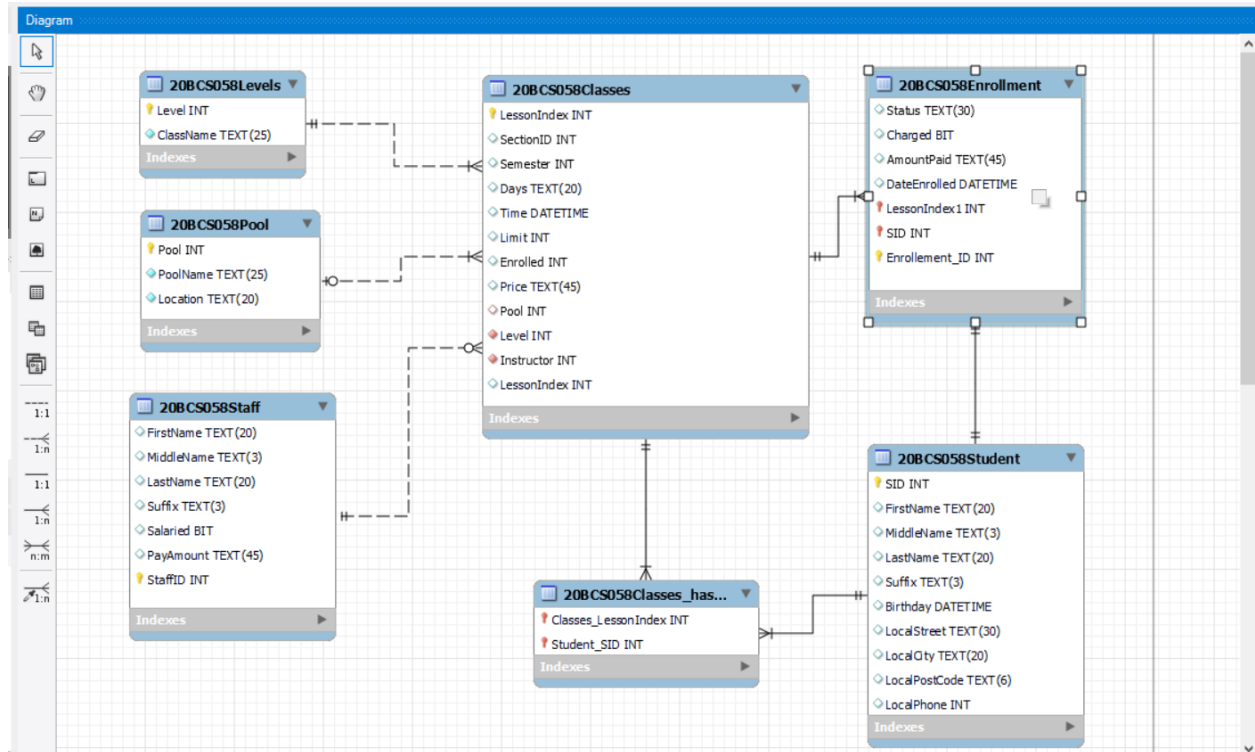 Diagram
20BCS058Levels
Level INT
ClassName TEXT(25)
Indexes
20BCS058Pool
Pool INT
PoolName TEXT(25)
Location TEXT(20)
Indexes
20BCS058Staff
FirstName TEXT(20)
MiddleName TEXT(3)
LastName TEXT(20)
Suffix TEXT(3)
Salaried BIT
PayAmount TEXT(45)
StaffID INT
Indexes
20BCS058Classes
LessonIndex INT
SectionID INT
Semester INT
Days TEXT(20)
Time DATETIME
Limit INT
Enrolled INT
Price TEXT(45)
Pool INT
Level INT
Instructor INT
LessonIndex INT
Indexes
20BCS058Classes_has...
Classes_LessonIndex INT
Student_SID INT
Indexes
20BCS058Enrollment
Status TEXT(30)
Charged BIT
AmountPaid TEXT(45)
DateEnrolled DATETIME
LessonIndex1 INT
SID INT
Enrollement_ID INT
Indexes
20BCS058Student
SID INT
FirstName TEXT(20)
MiddleName TEXT(3)
LastName TEXT(20)
Suffix TEXT(3)
Birthday DATETIME
LocalStreet TEXT(30)
LocalCity TEXT(20)
LocalPostCode TEXT(6)
LocalPhone INT
Indexes
1:1
1:n
1:1
1:n
n:m
1:n